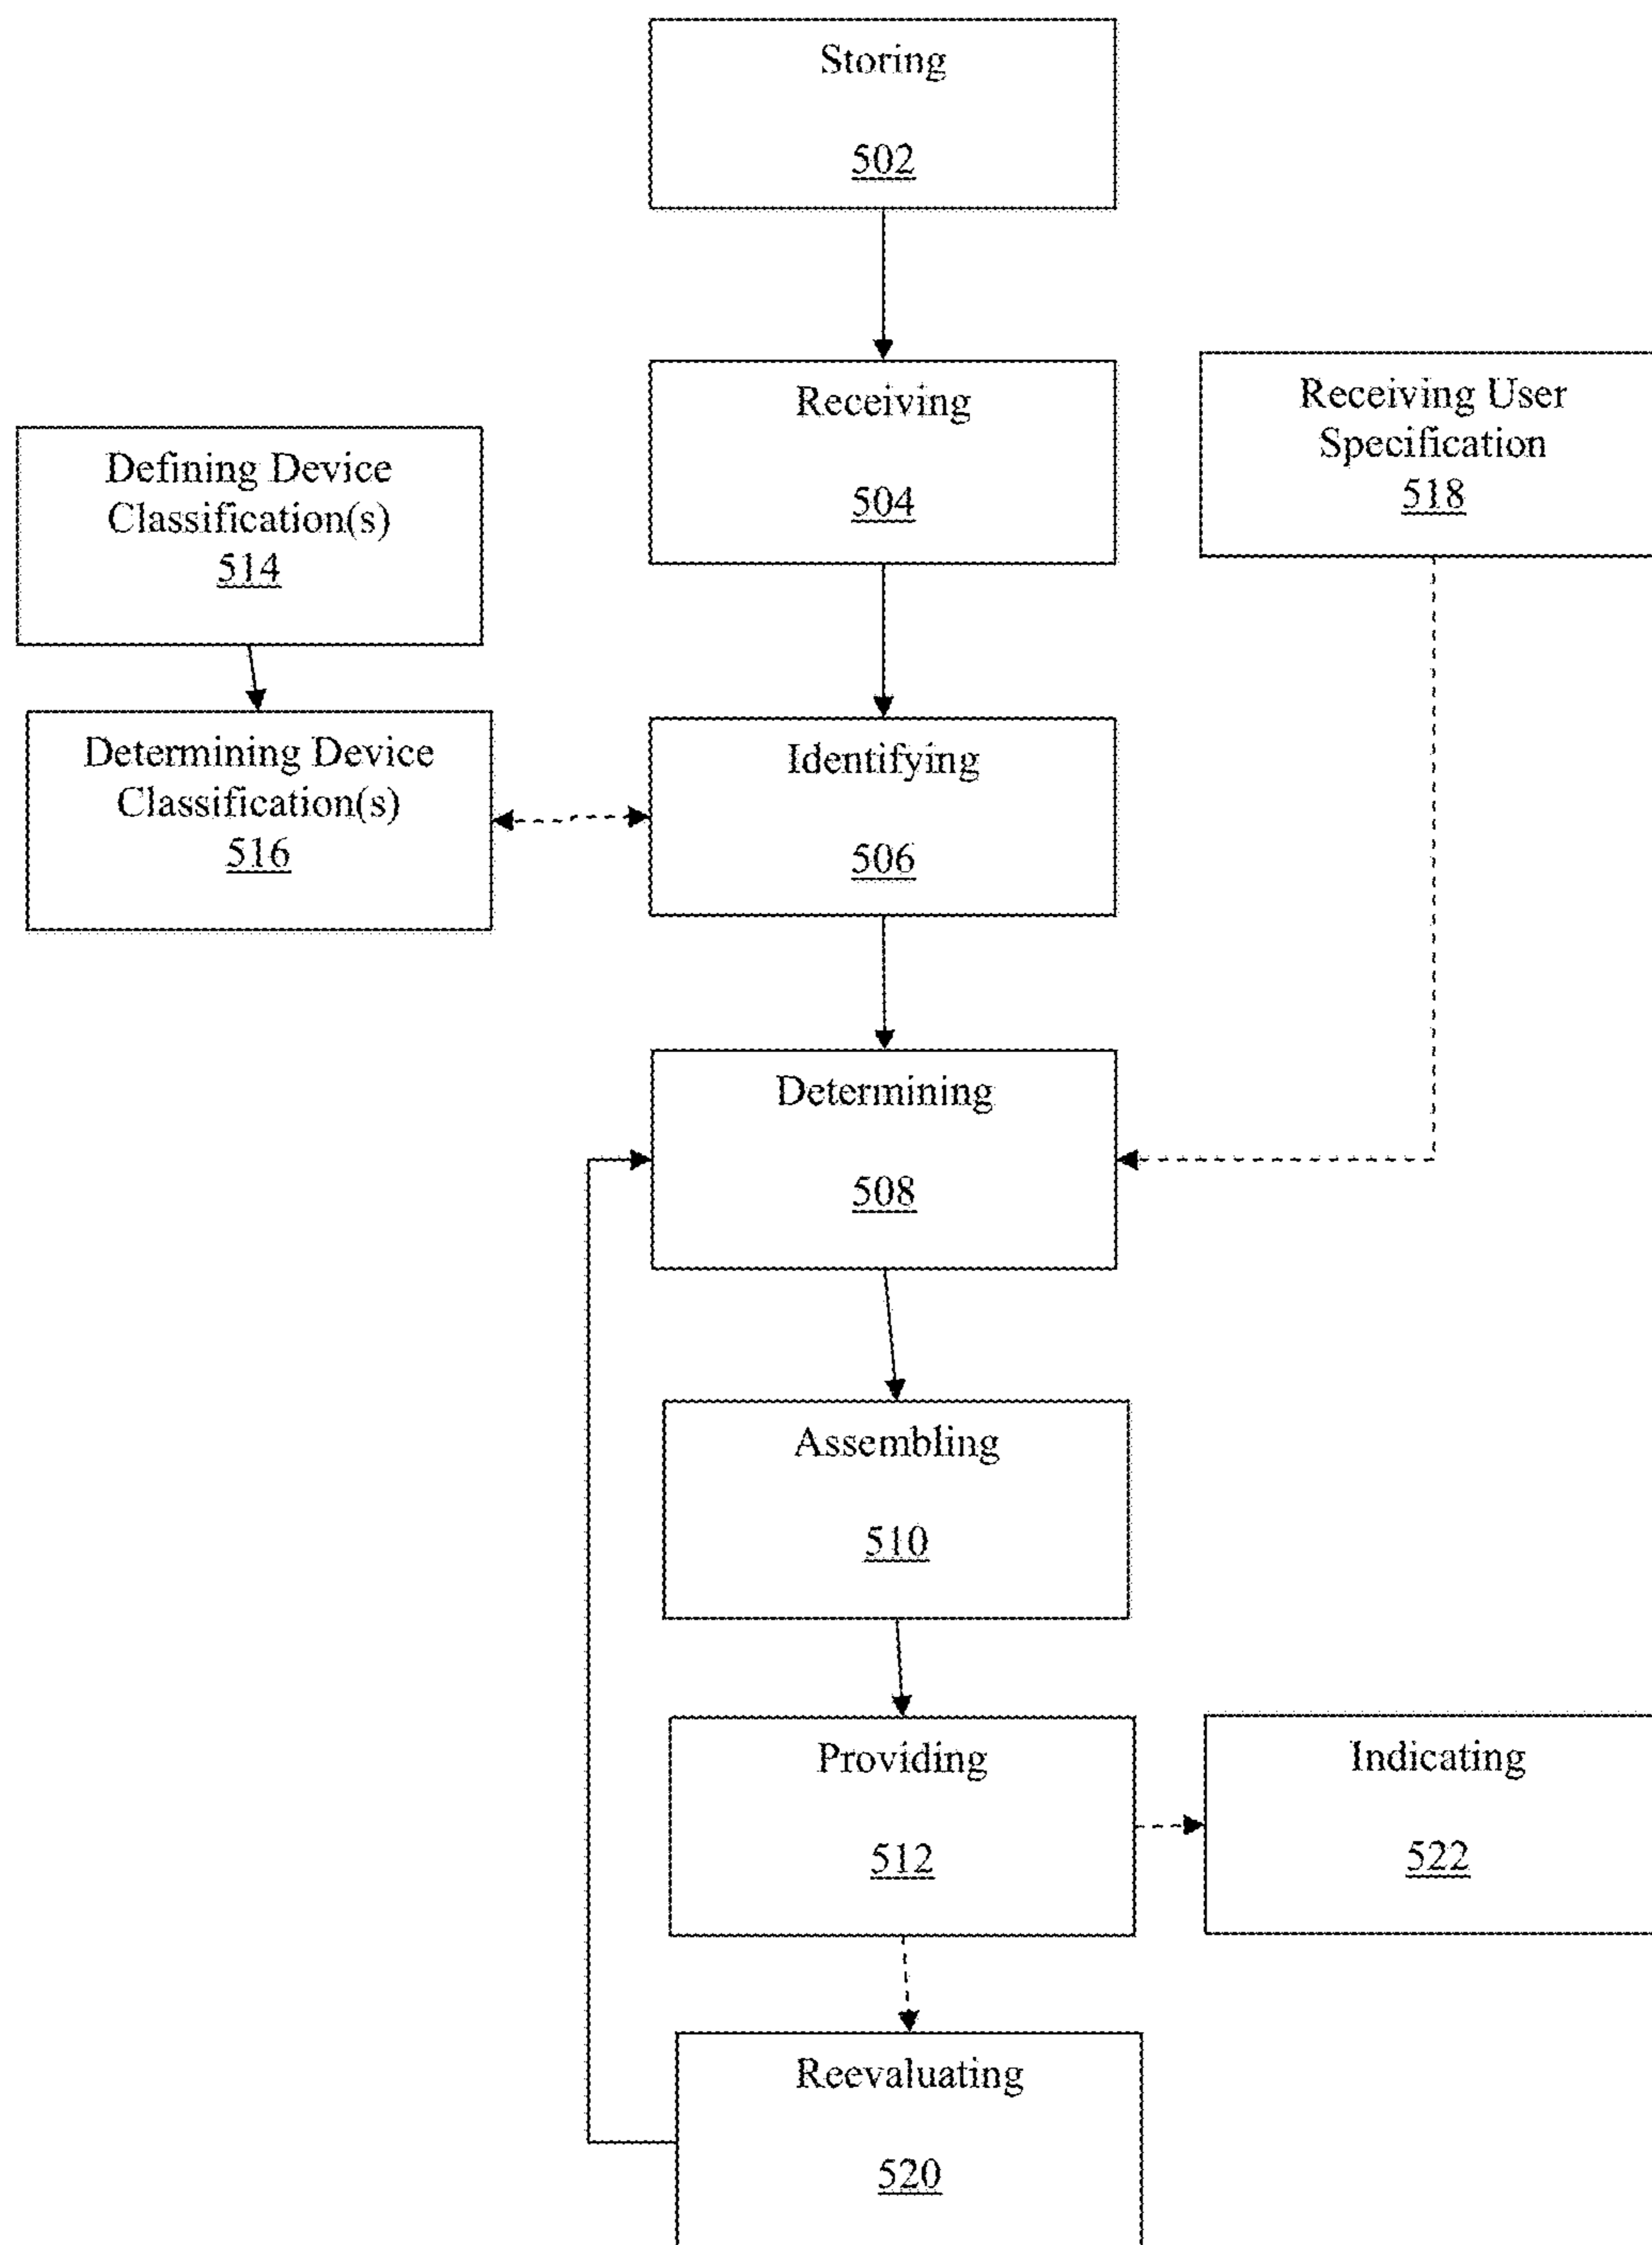 Storing
502
Receiving
504
Receiving User
Specification
518
Defining Device
Classification(s)
514
Determining Device
Classification(s)
516
Identifying
506
Determining
508
Assembling
510
Providing
512
Indicating
522
Reevaluating
520